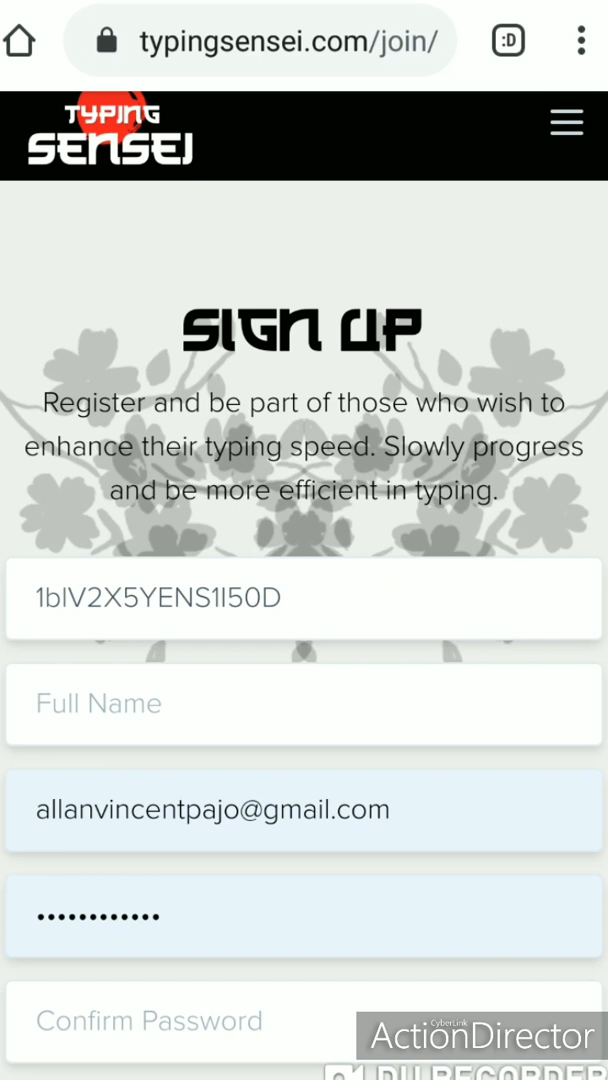 typingsensei.com/join/
:D
TYPING
SENSEI
SIGN UP
Register and be part of those who wish to
enhance their typing speed. Slowly progress
and be more efficient in typing.
1blV2X5YENS1I50D
Full Name
allanvincentpajo@gmail.com
••••••••••••
Confirm Password
CyberLink
ActionDirector
DU RECORDER